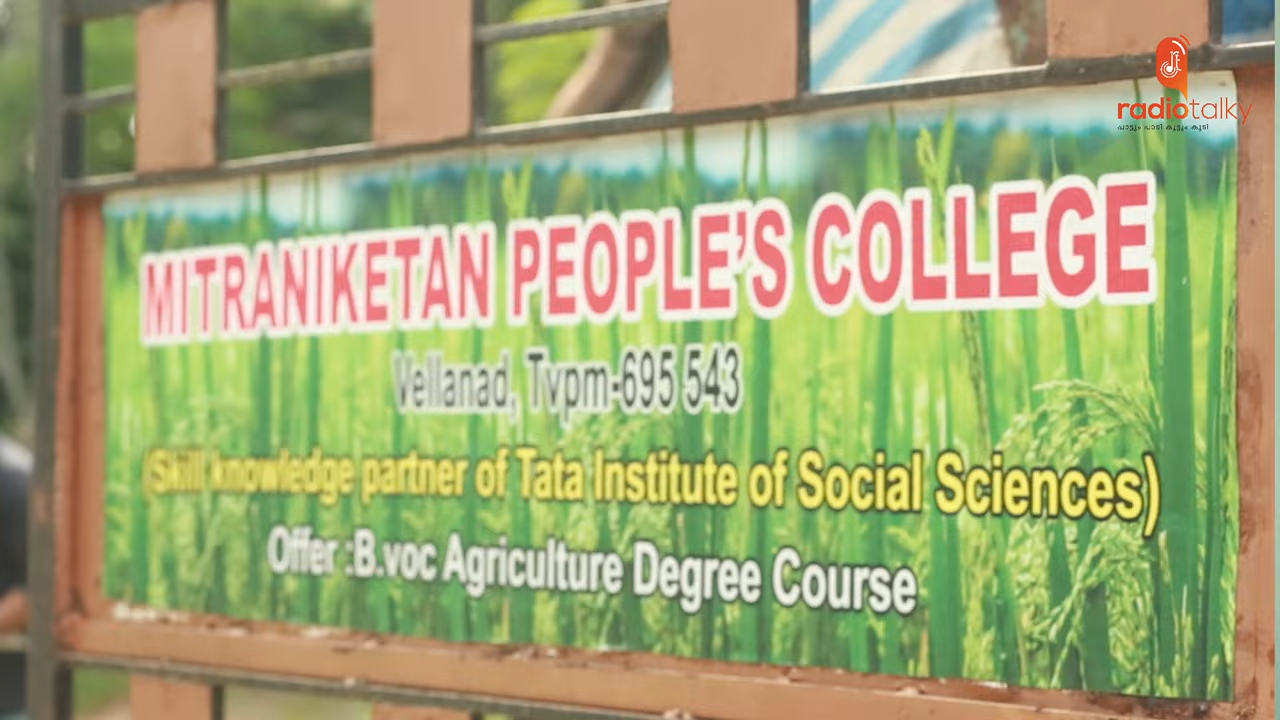 radiotalky
പാട്ടും പാടി കൂട്ടും കൂടി
MITRANIKETAN PEOPLE'S COLLEGE
Vellanad, Tvpm-695 543
(Skill knowledge partner of Tata Institute of Social Sciences)
Offer :B.voc Agriculture Degree Course